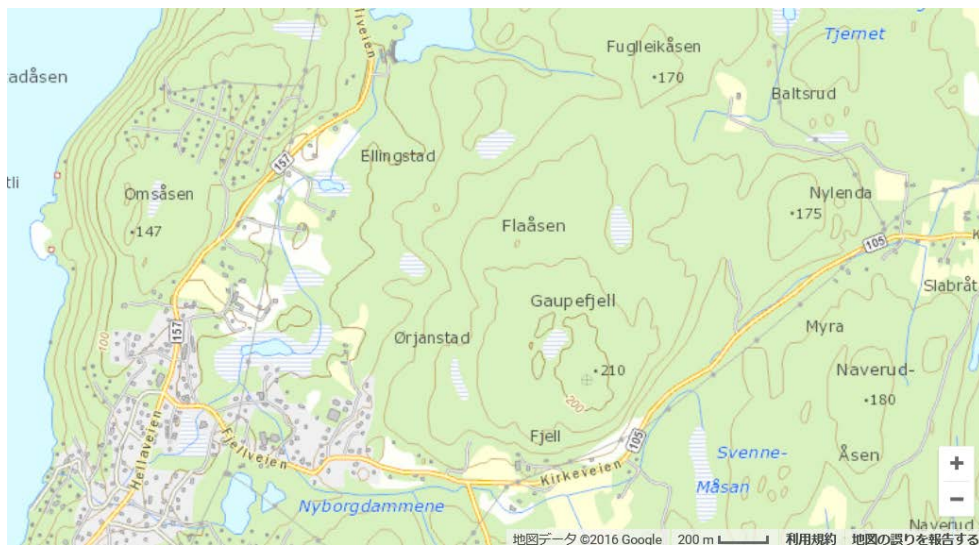 Tjernet
Fuglleikåsen
170
Baltsrud
adåsen
Ellingstad
157
tli
Omsåsen
147
Nylenda
175
Flaåsen
105
K
Slabråt
Gaupefjell
Myra
157
100
Ørjanstad
210
200
Naverud-
180
Åsen
Fjell
105
Kirkeveien
Svenne-
Måsan
Hellaveien
Fjellveien
Nyborgdammene
Naverud
+
−
地図データ ©2016 Google 200 m 利用規約 地図の誤りを報告する